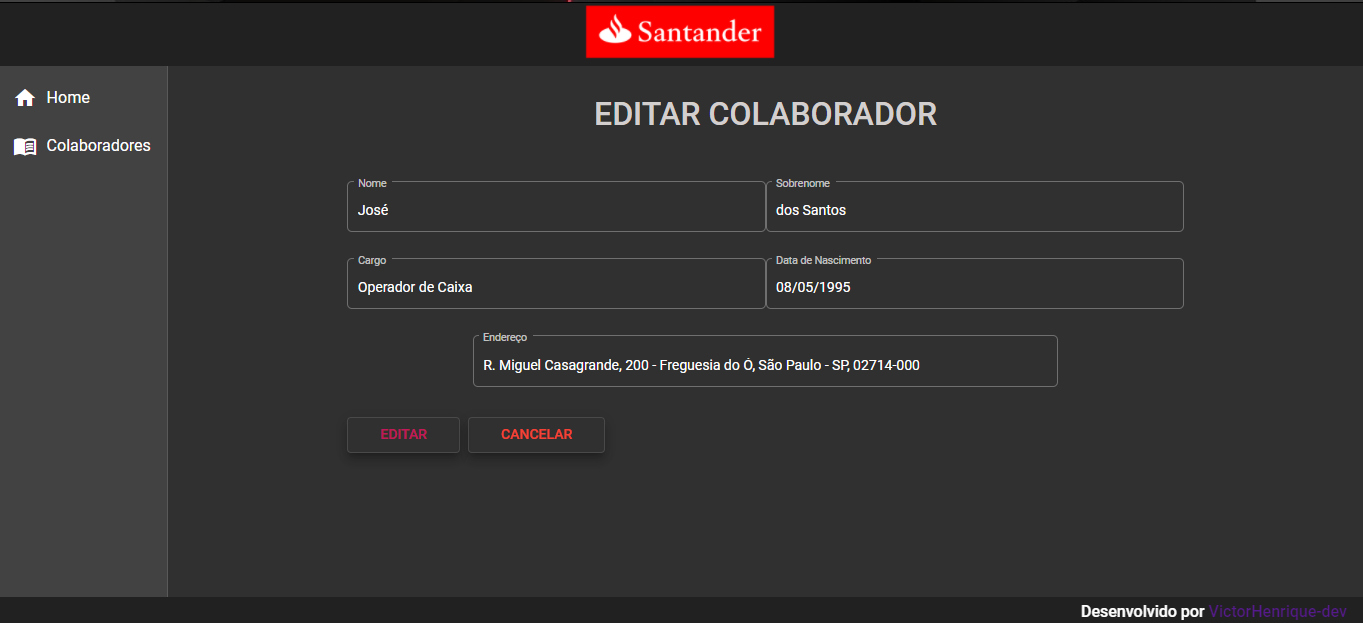 Santander
Home
Colaboradores
EDITAR COLABORADOR
Nome
José
Sobrenome
dos Santos
Cargo
Operador de Caixa
Data de Nascimento
08/05/1995
Endereço
R. Miguel Casagrande, 200 - Freguesia do Ó, São Paulo - SP, 02714-000
EDITAR
CANCELAR
Desenvolvido por VictorHenrique-dev